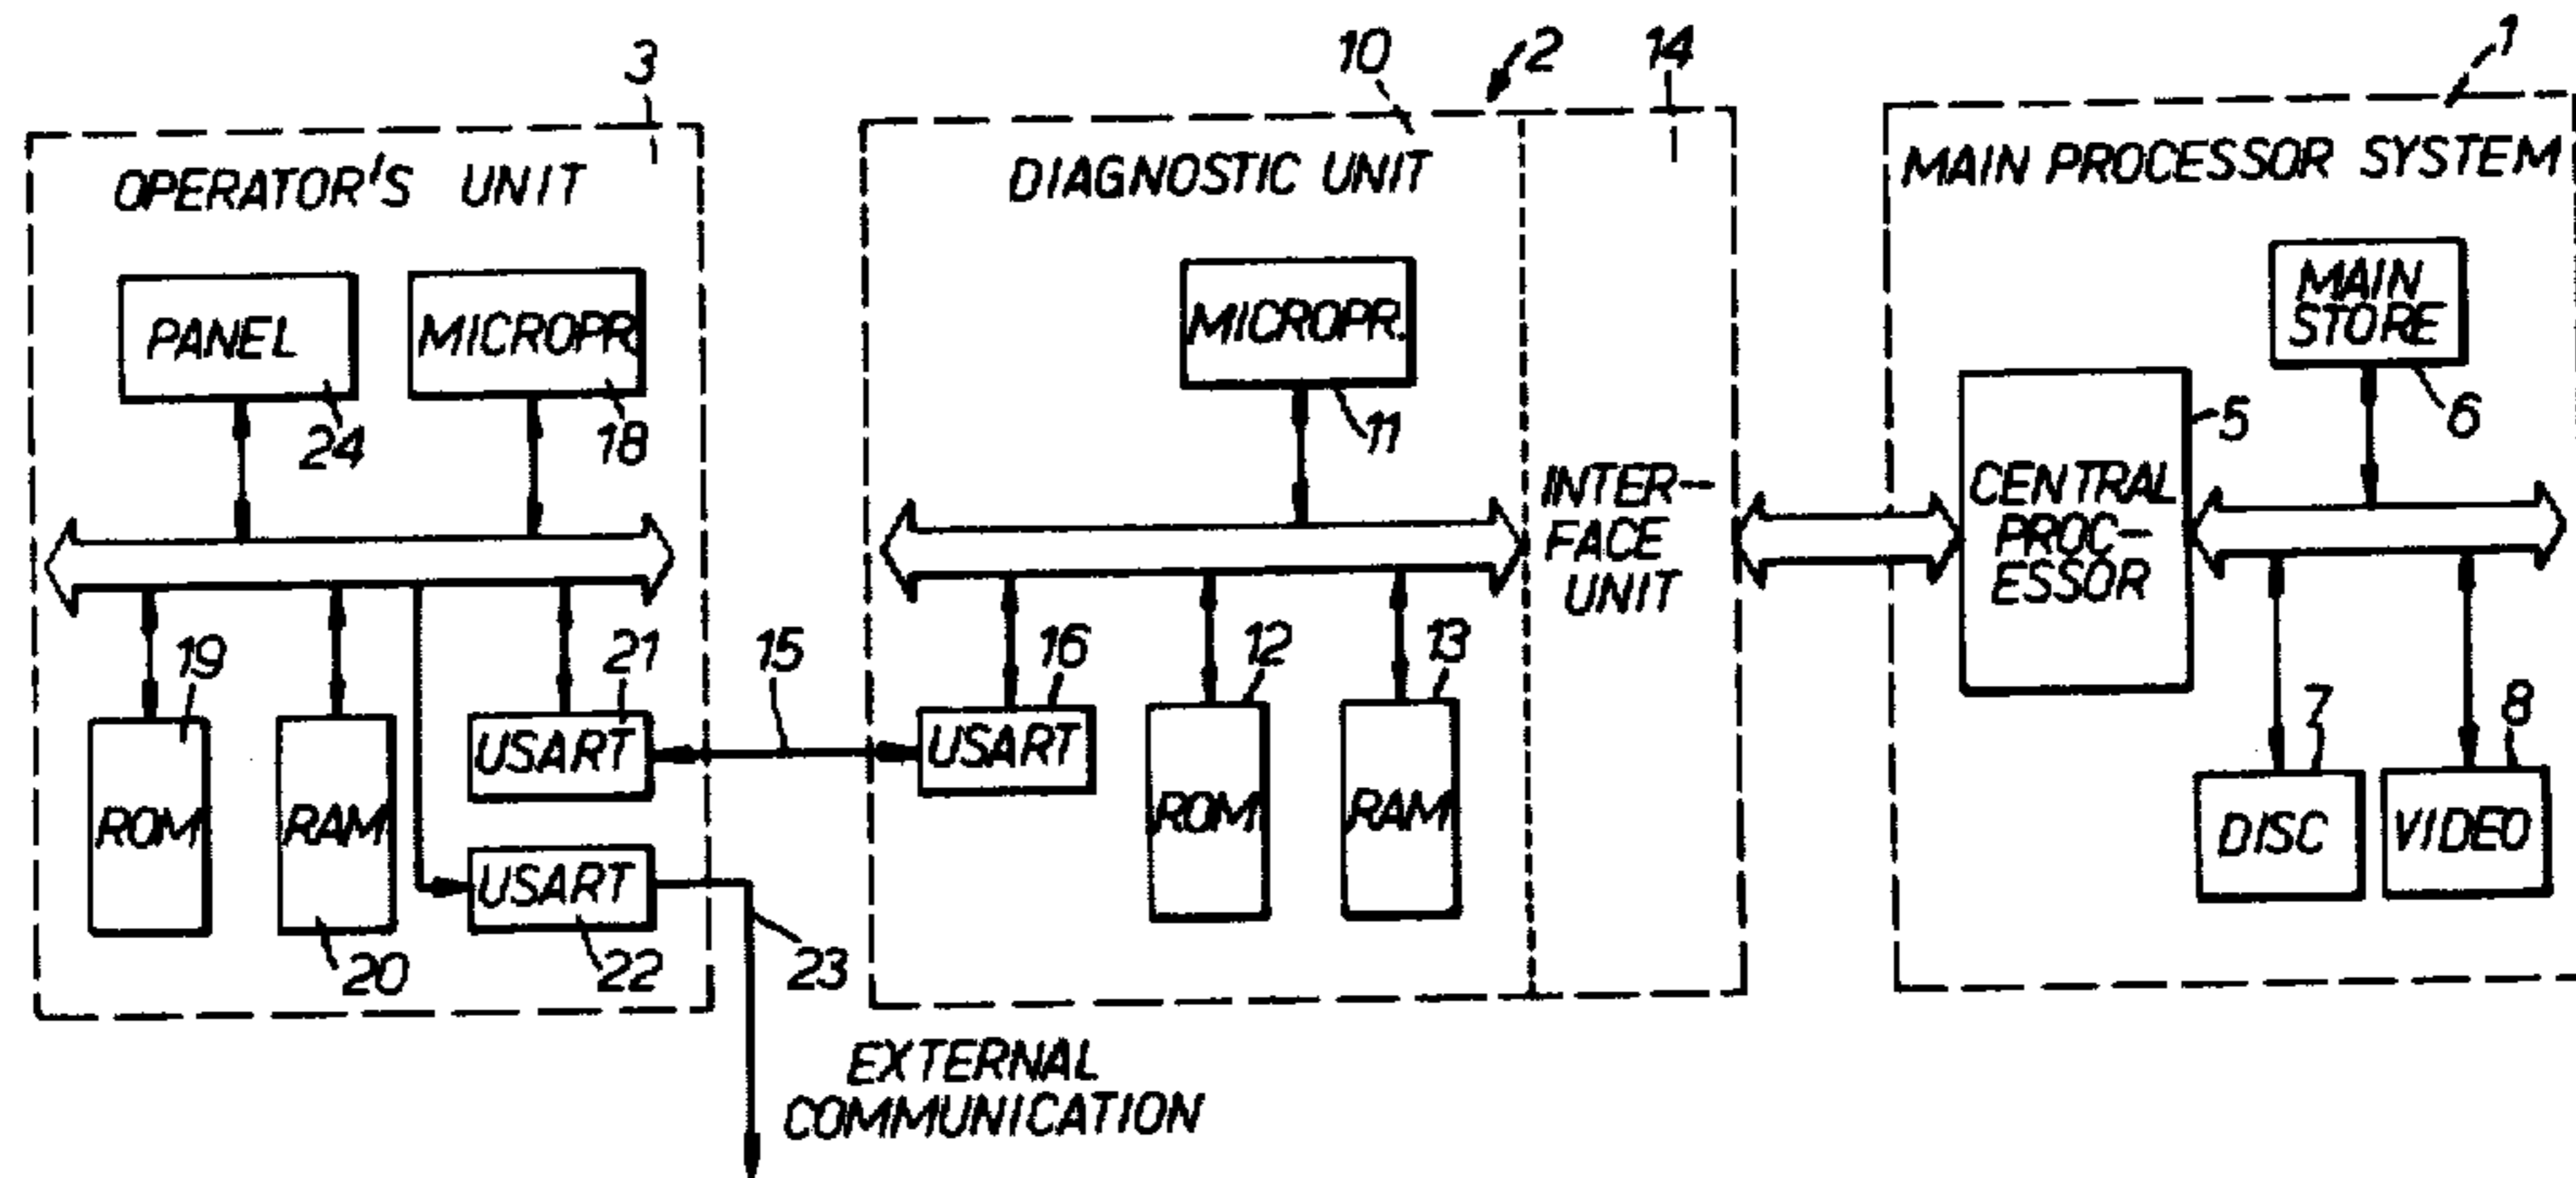 3
10
2
14
1
OPERATOR'S UNIT
DIAGNOSTIC UNIT
MAIN PROCESSOR SYSTEM
PANEL
24
MICROPR.
18
MICROPR.
11
MAIN
STORE
6
5
CENTRAL
PROC-
ESSOR
INTER-
FACE
UNIT
19
21
15
16
12
13
7
8
ROM
RAM
20
USART
USART
22
23
USART
ROM
RAM
DISC
VIDEO
EXTERNAL
COMMUNICATION